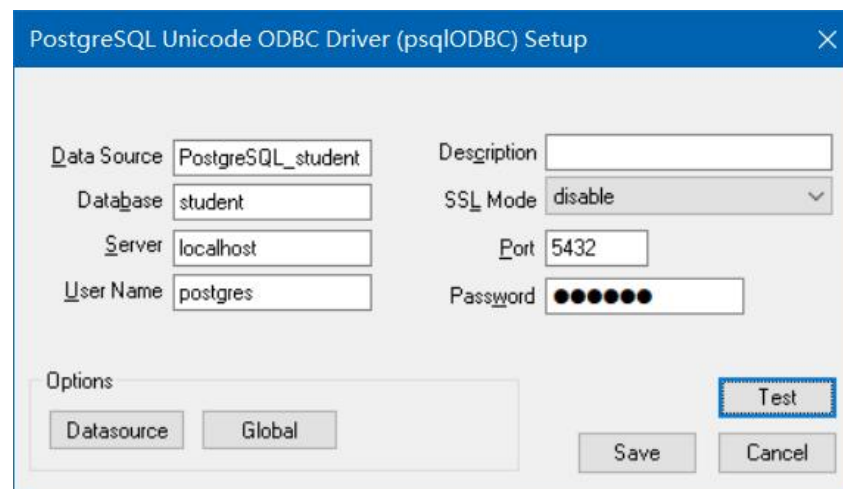 PostgreSQL Unicode ODBC Driver (psqlODBC) Setup
Data Source PostgreSQL_student
Description
Database student
SSL Mode disable
Server localhost
Port 5432
User Name postgres
Password ●●●●●●
Options
Datasource
Global
Test
Save
Cancel